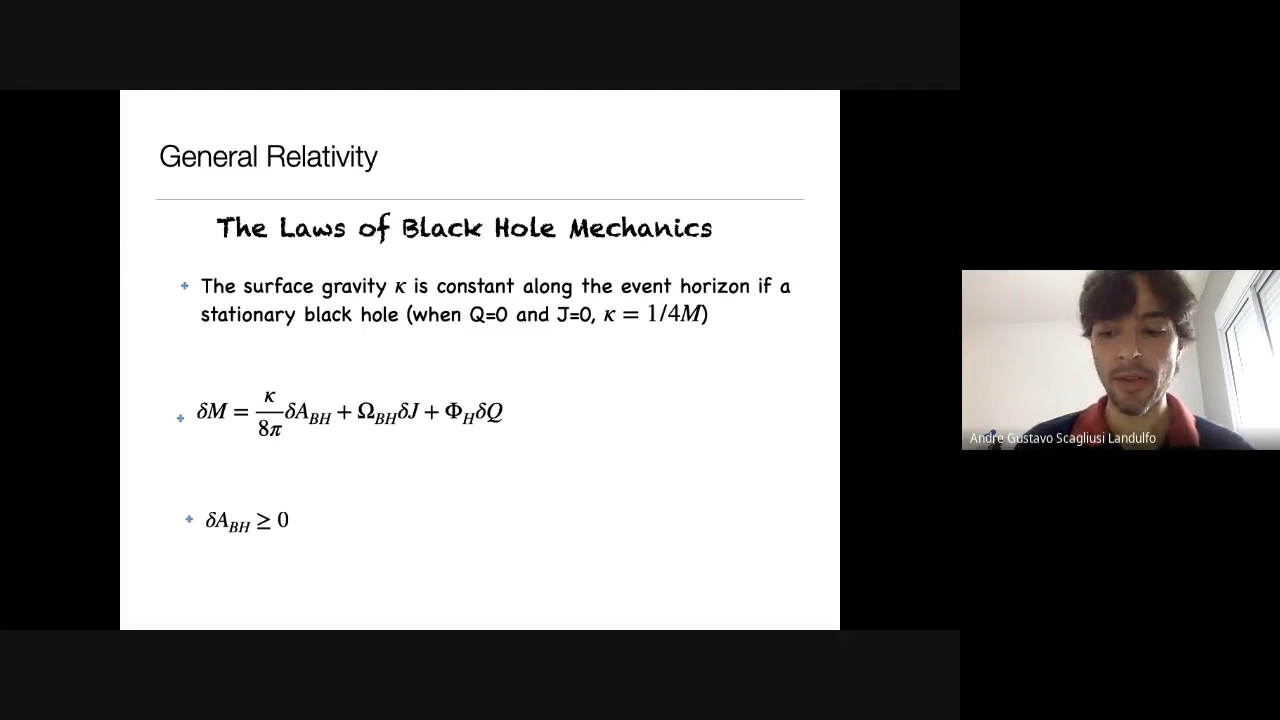 General Relativity
The Laws of Black Hole Mechanics
The surface gravity κ is constant along the event horizon if a
stationary black hole (when Q=0 and J=0, κ = 1/4M)
δM = κ/8π δA_BH + Ω_BH δJ + Φ_H δQ
δA_BH ≥ 0
Andre Gustavo Scagliusi Landulfo